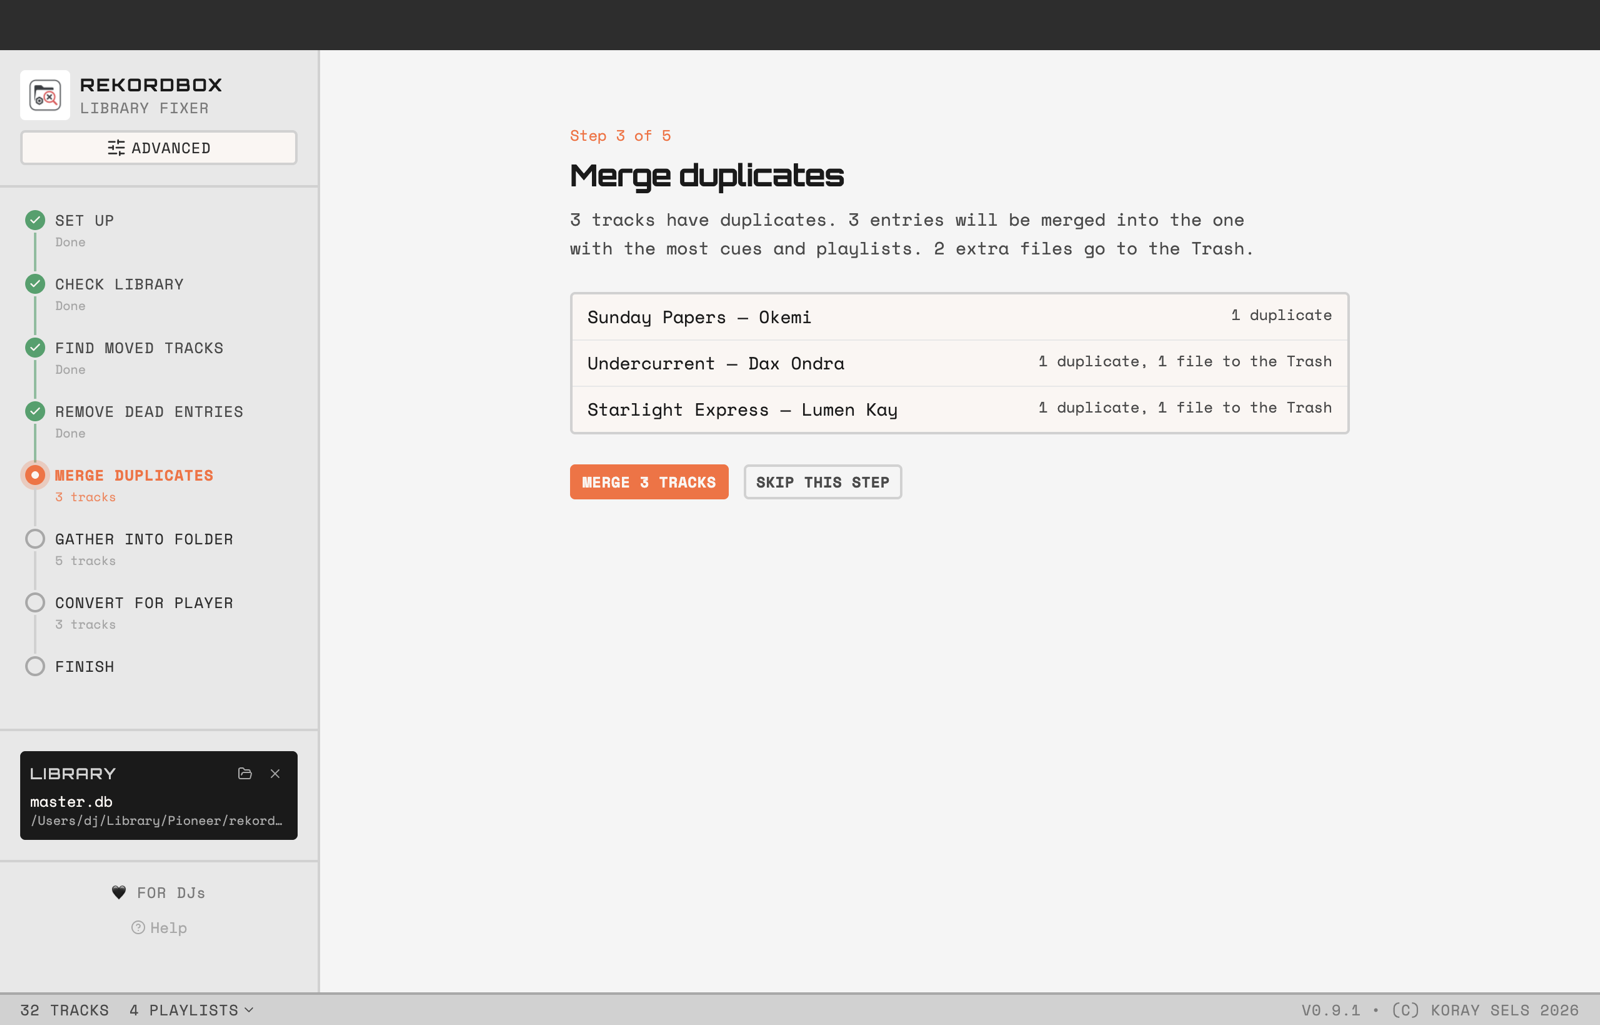 REKORDBOX
LIBRARY FIXER
ADVANCED
SET UP
Done
CHECK LIBRARY
Done
FIND MOVED TRACKS
Done
REMOVE DEAD ENTRIES
Done
MERGE DUPLICATES
3 tracks
GATHER INTO FOLDER
5 tracks
CONVERT FOR PLAYER
3 tracks
FINISH
LIBRARY
master.db
/Users/dj/Library/Pioneer/rekord…
🖤 FOR DJs
Help
Step 3 of 5
Merge duplicates
3 tracks have duplicates. 3 entries will be merged into the one
with the most cues and playlists. 2 extra files go to the Trash.
Sunday Papers — Okemi 1 duplicate
Undercurrent — Dax Ondra 1 duplicate, 1 file to the Trash
Starlight Express — Lumen Kay 1 duplicate, 1 file to the Trash
MERGE 3 TRACKS SKIP THIS STEP
32 TRACKS 4 PLAYLISTS V0.9.1 • (C) KORAY SELS 2026